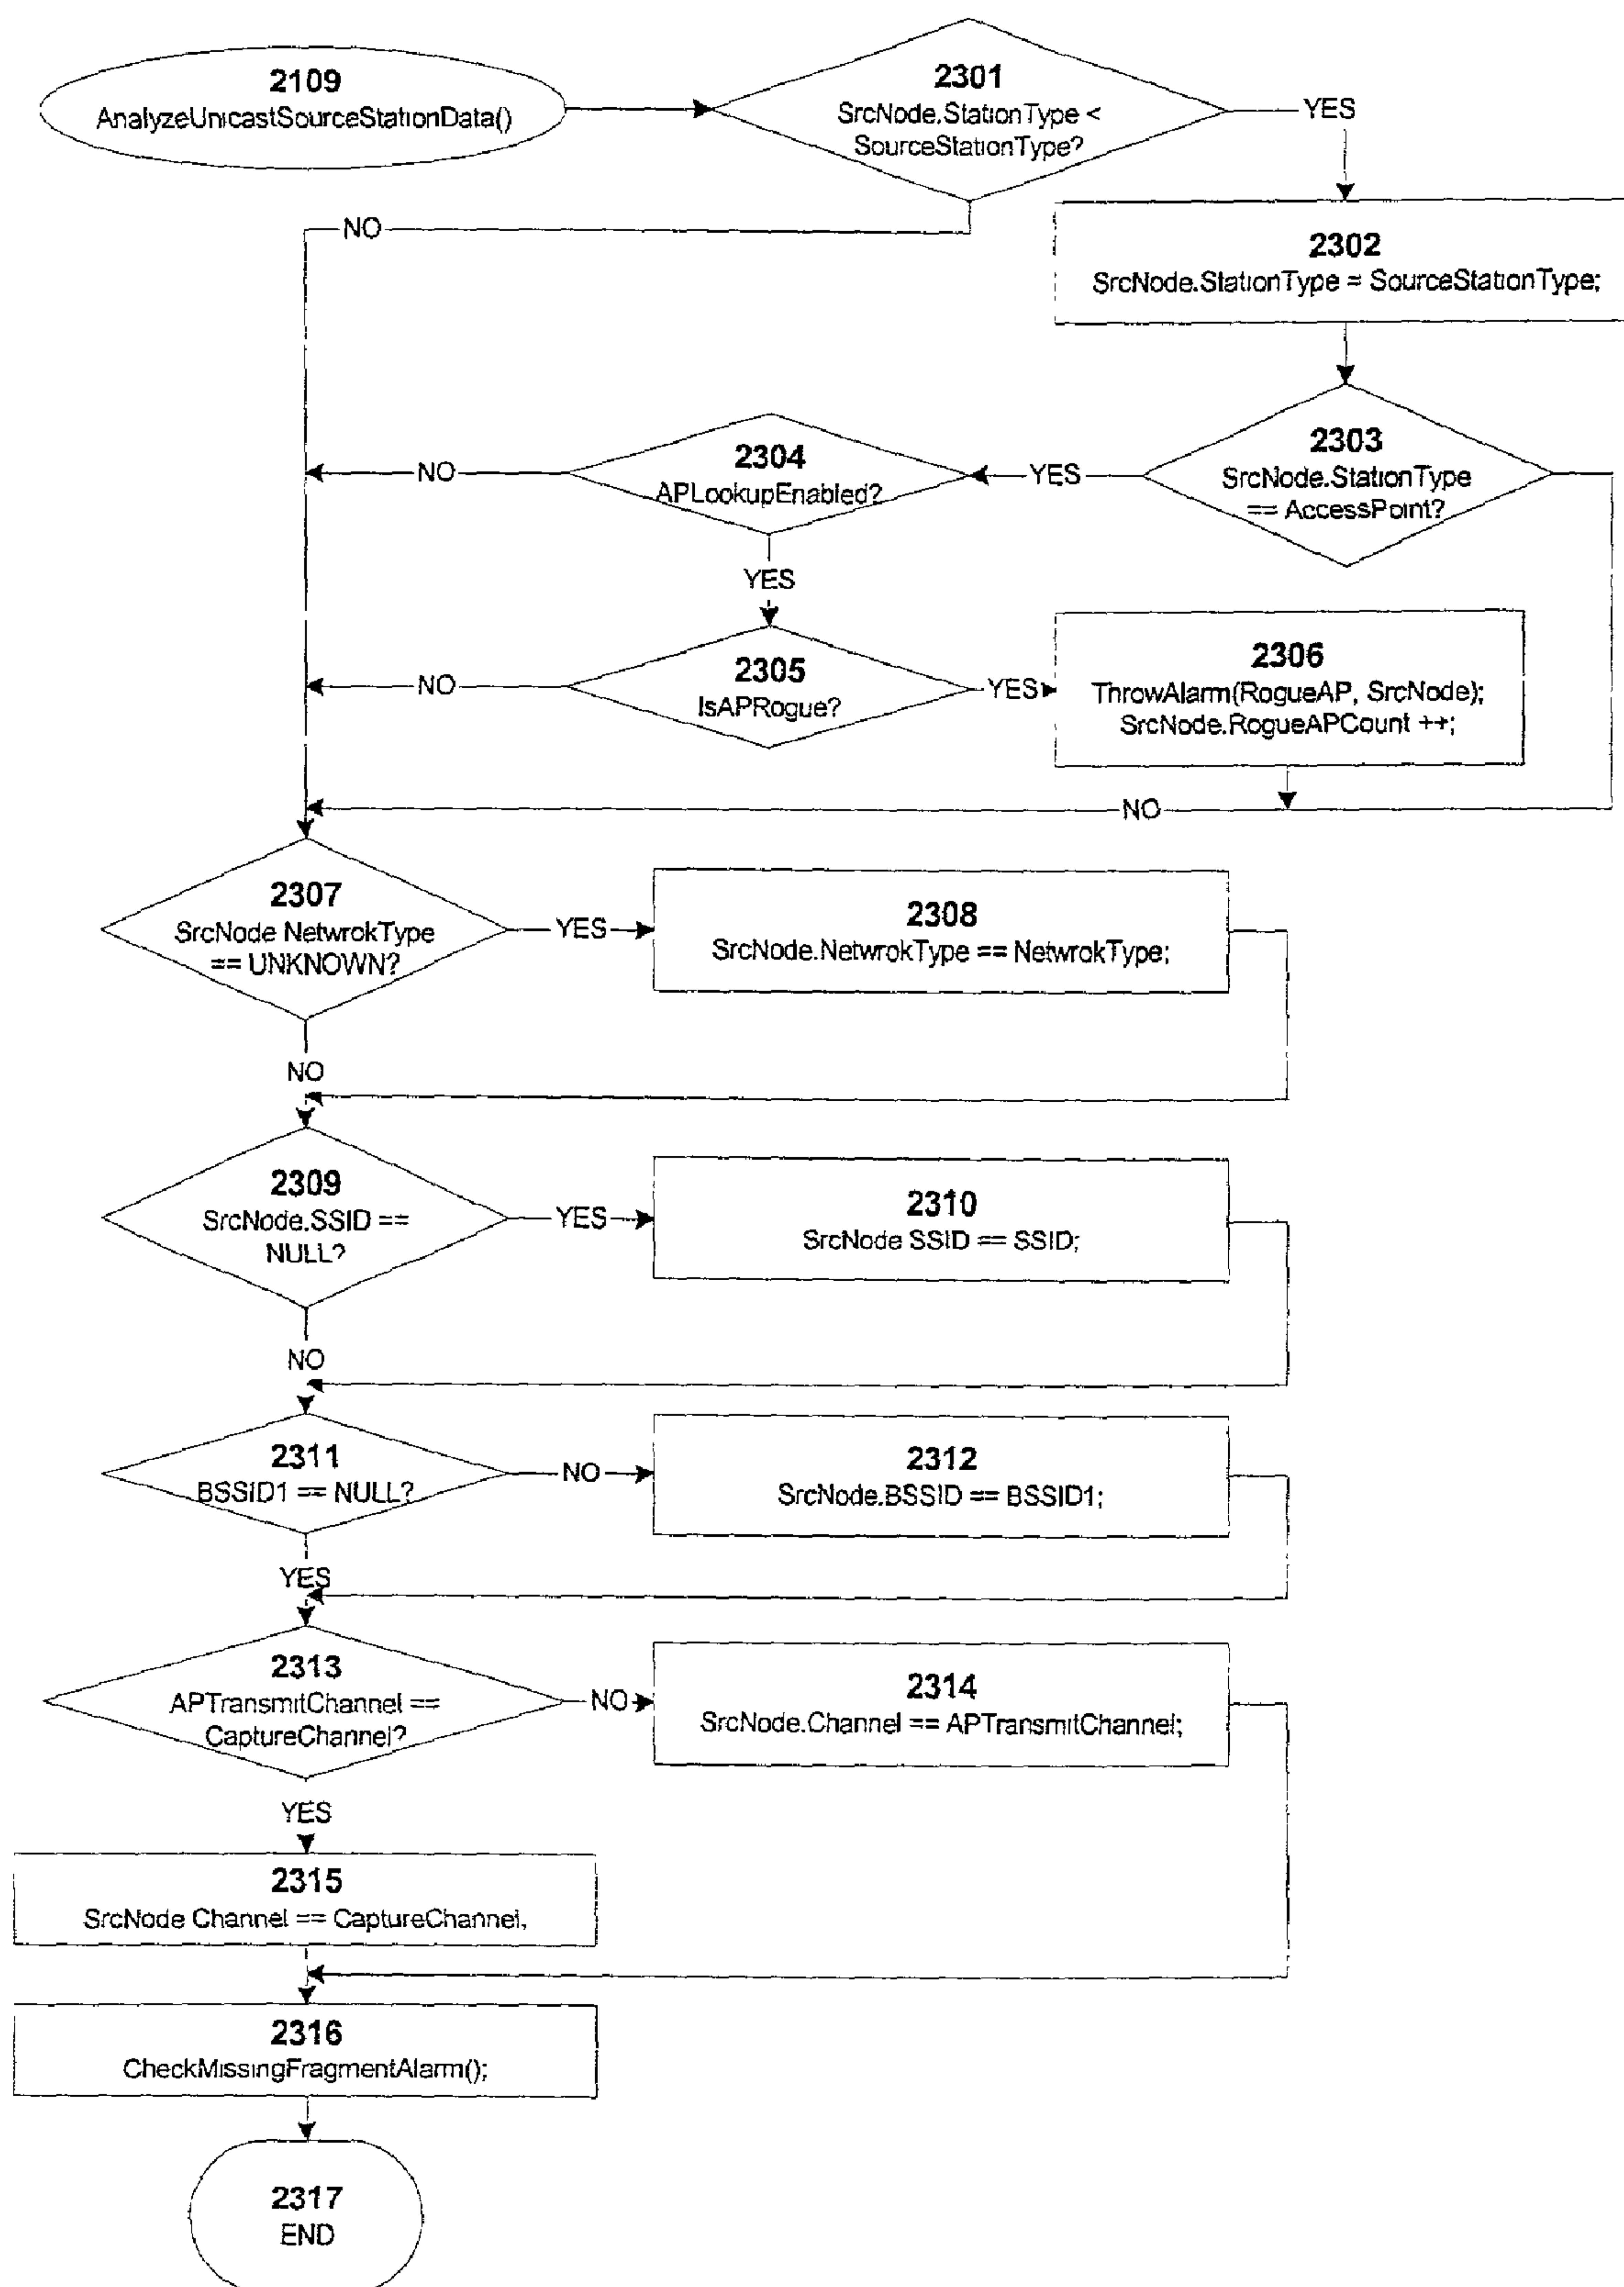 2109
AnalyzeUnicastSourceStationData()
2301
SrcNode.StationType <
SourceStationType?
YES
NO
2302
SrcNode.StationType = SourceStationType;
2303
SrcNode.StationType
== AccessPoint?
YES
2304
APLookupEnabled?
NO
YES
2305
IsAPRogue?
NO
YES
2306
ThrowAlarm(RogueAP, SrcNode);
SrcNode.RogueAPCount ++;
NO
2307
SrcNode NetwrokType
== UNKNOWN?
YES
2308
SrcNode.NetwrokType == NetwrokType;
NO
2309
SrcNode.SSID ==
NULL?
YES
2310
SrcNode SSID == SSID;
NO
2311
BSSID1 == NULL?
NO
2312
SrcNode.BSSID == BSSID1;
YES
2313
APTransmitChannel ==
CaptureChannel?
NO
2314
SrcNode.Channel == APTransmitChannel;
YES
2315
SrcNode Channel == CaptureChannel,
2316
CheckMissingFragmentAlarm();
2317
END